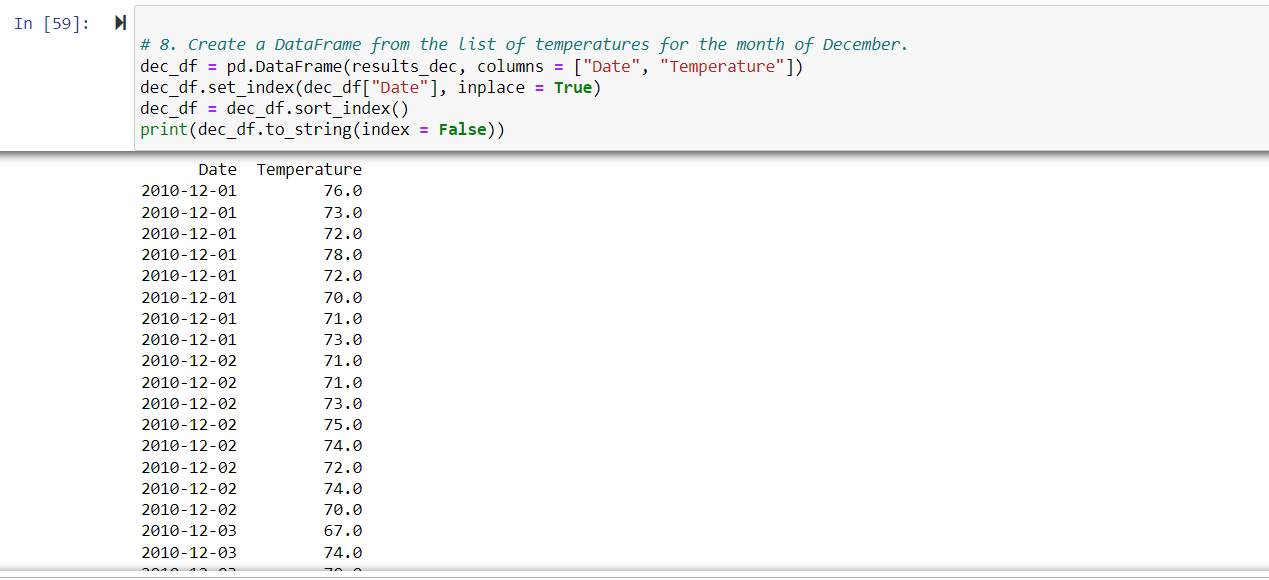 In [59]:
# 8. Create a DataFrame from the list of temperatures for the month of December.
dec_df = pd.DataFrame(results_dec, columns = ["Date", "Temperature"])
dec_df.set_index(dec_df["Date"], inplace = True)
dec_df = dec_df.sort_index()
print(dec_df.to_string(index = False))
Date Temperature
2010-12-01 76.0
2010-12-01 73.0
2010-12-01 72.0
2010-12-01 78.0
2010-12-01 72.0
2010-12-01 70.0
2010-12-01 71.0
2010-12-01 73.0
2010-12-02 71.0
2010-12-02 71.0
2010-12-02 73.0
2010-12-02 75.0
2010-12-02 74.0
2010-12-02 72.0
2010-12-02 74.0
2010-12-02 70.0
2010-12-03 67.0
2010-12-03 74.0